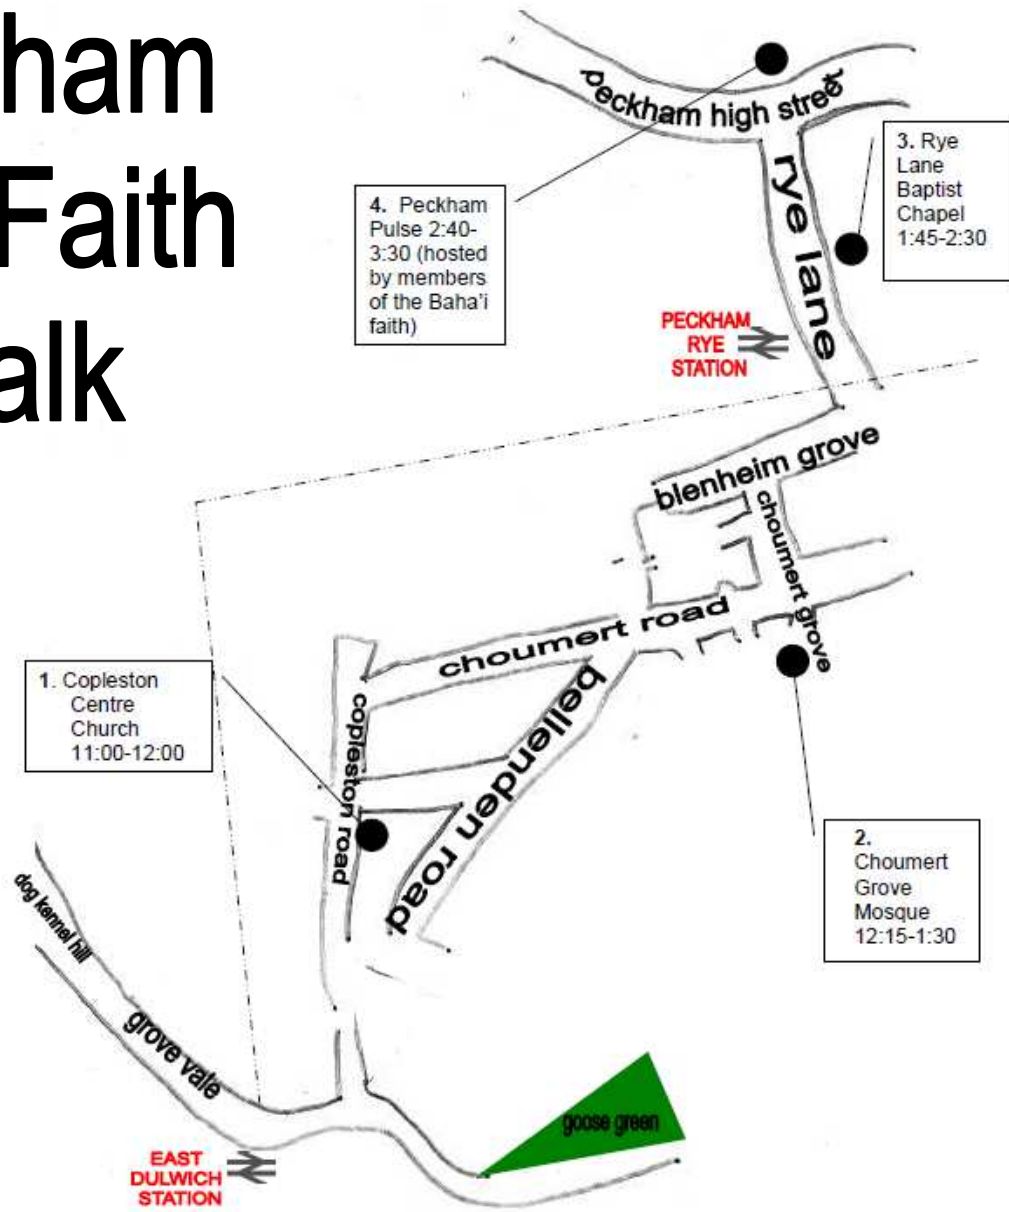 ham
Faith
alk
peckham high street
rye lane
3. Rye
Lane
Baptist
Chapel
1:45-2:30
4. Peckham
Pulse 2:40-
3:30 (hosted
by members
of the Baha'i
faith)
PECKHAM
RYE
STATION
blenheim grove
choumert grove
choumert road
bellenden road
1. Copleston
Centre
Church
11:00-12:00
copleston road
2.
Choumert
Grove
Mosque
12:15-1:30
dog kennel hill
grove vale
goose green
EAST
DULWICH
STATION